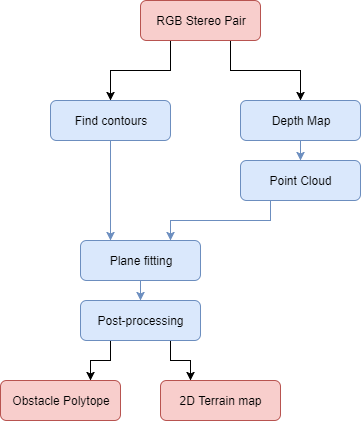 RGB Stereo Pair
Find contours
Depth Map
Point Cloud
Plane fitting
Post-processing
Obstacle Polytope
2D Terrain map